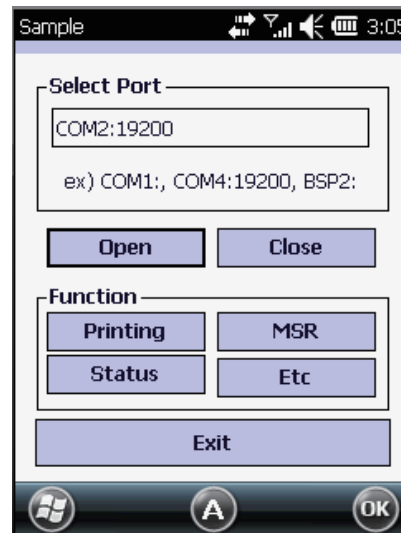 Sample 3:05
Select Port
COM2:19200
ex) COM1:, COM4:19200, BSP2:
Open Close
Function
Printing MSR
Status Etc
Exit
A OK